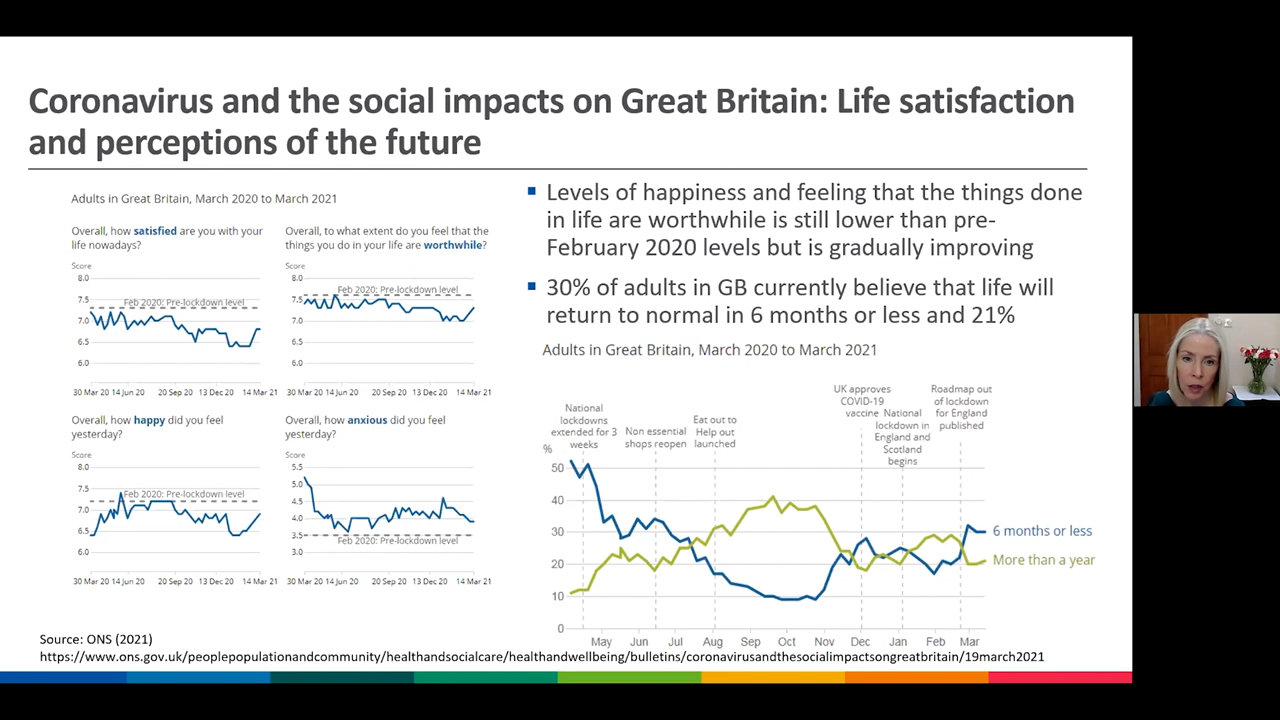 Coronavirus and the social impacts on Great Britain: Life satisfaction
and perceptions of the future
Adults in Great Britain, March 2020 to March 2021
Overall, how satisfied are you with your
life nowadays?
Score
8.0
7.5
7.0
6.5
6.0
Feb 2020: Pre-lockdown level
30 Mar 20 14 Jun 20 20 Sep 20 13 Dec 20 14 Mar 21
Overall, to what extent do you feel that the
things you do in your life are worthwhile?
Score
8.0
7.5
7.0
6.5
6.0
Feb 2020: Pre-lockdown level
30 Mar 20 14 Jun 20 20 Sep 20 13 Dec 20 14 Mar 21
Overall, how happy did you feel
yesterday?
Score
8.0
7.5
7.0
6.5
6.0
Feb 2020: Pre-lockdown level
30 Mar 20 14 Jun 20 20 Sep 20 13 Dec 20 14 Mar 21
Overall, how anxious did you feel
yesterday?
Score
5.5
5.0
4.5
4.0
3.5
3.0
Feb 2020: Pre-lockdown level
30 Mar 20 14 Jun 20 20 Sep 20 13 Dec 20 14 Mar 21
Levels of happiness and feeling that the things done
in life are worthwhile is still lower than pre-
February 2020 levels but is gradually improving
30% of adults in GB currently believe that life will
return to normal in 6 months or less and 21%
Adults in Great Britain, March 2020 to March 2021
National
lockdowns
extended for 3
weeks
Non essential
shops reopen
Eat out to
Help out
launched
UK approves
COVID-19
vaccine
National
lockdown in
England and
Scotland
begins
Roadmap out
of lockdown
for England
published
%
50
40
30
20
10
0
6 months or less
More than a year
May Jun Jul Aug Sep Oct Nov Dec Jan Feb Mar
Source: ONS (2021)
https://www.ons.gov.uk/peoplepopulationandcommunity/healthandsocialcare/healthandwellbeing/bulletins/coronavirusandthesocialimpactsongreatbritain/19march2021